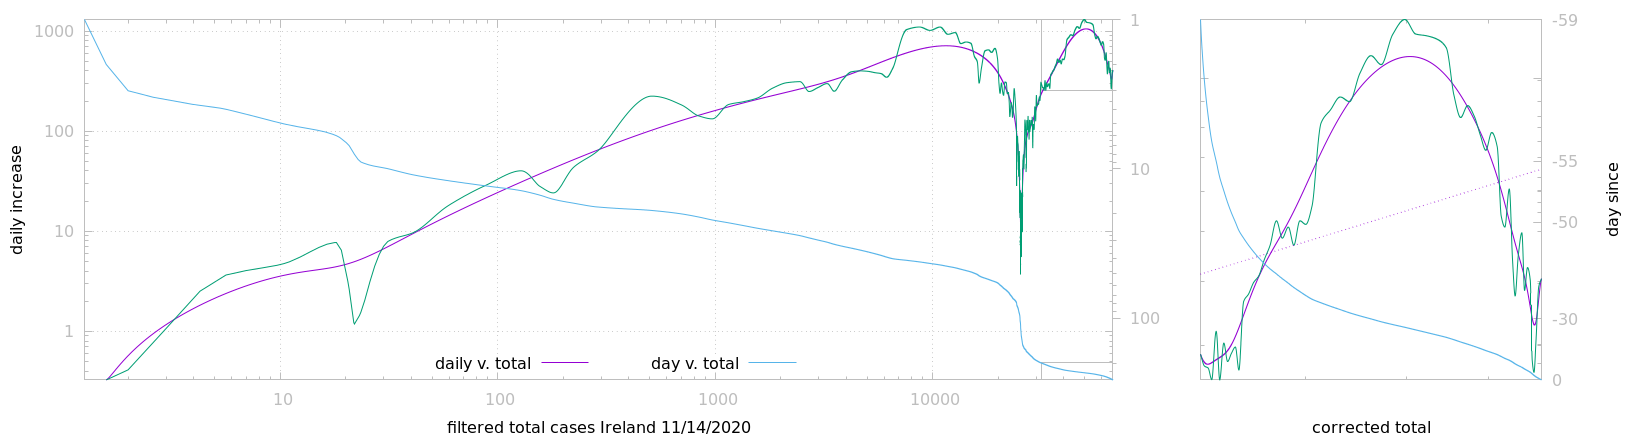 daily increase
1000
100
10
1
10
100
1000
10000
1
10
100
daily v. total
day v. total
filtered total cases Ireland 11/14/2020
-59
-55
-50
-30
0
day since
corrected total